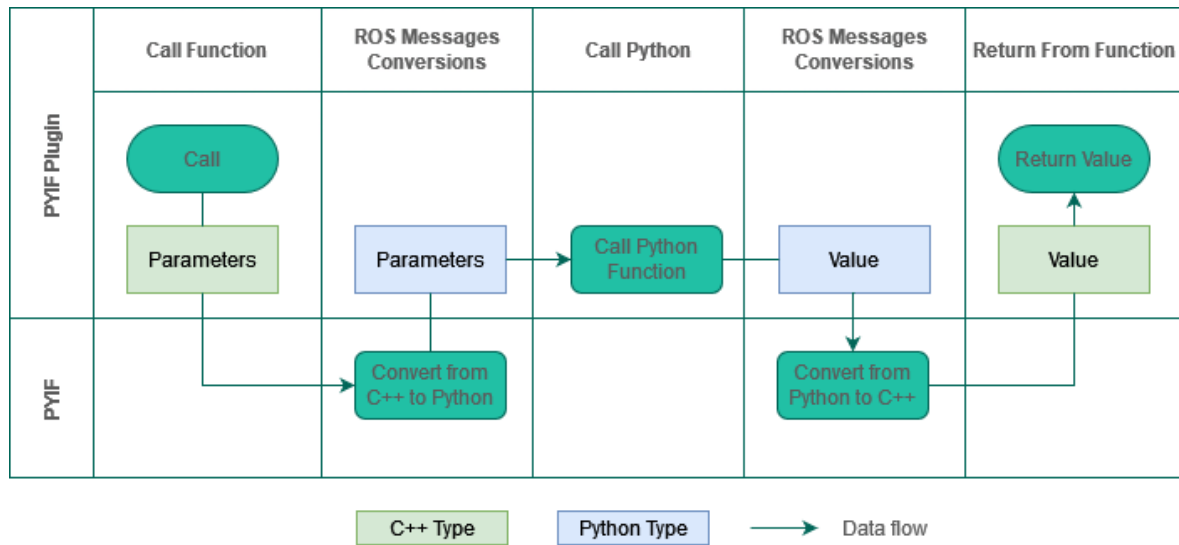 Call Function
ROS Messages
Conversions
Call Python
ROS Messages
Conversions
Return From Function
PYIF Plugin
Call
Return Value
Parameters
Parameters
Call Python
Function
Value
Value
PYIF
Convert from
C++ to Python
Convert from
Python to C++
C++ Type
Python Type
Data flow